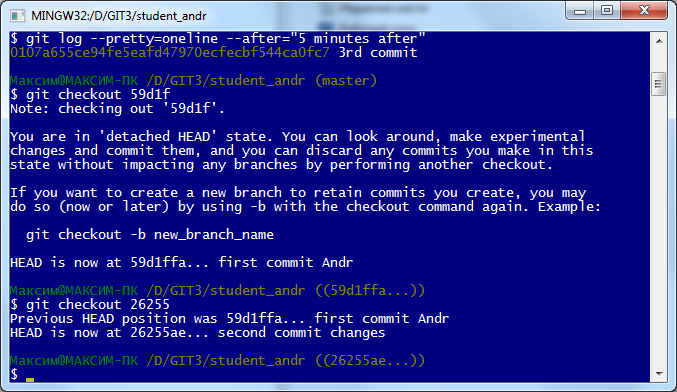 MINGW32:/D/GIT3/student_andr
$ git log --pretty=oneline --after="5 minutes after"
0107a655ce94fe5eafd47970ecfecbf544ca0fc7 3rd commit
Максим@МАКСИМ-ПК /D/GIT3/student_andr (master)
$ git checkout 59d1f
Note: checking out '59d1f'.
You are in 'detached HEAD' state. You can look around, make experimental
changes and commit them, and you can discard any commits you make in this
state without impacting any branches by performing another checkout.
If you want to create a new branch to retain commits you create, you may
do so (now or later) by using -b with the checkout command again. Example:
git checkout -b new_branch_name
HEAD is now at 59d1ffa... first commit Andr
Максим@МАКСИМ-ПК /D/GIT3/student_andr ((59d1ffa...))
$ git checkout 26255
Previous HEAD position was 59d1ffa... first commit Andr
HEAD is now at 26255ae... second commit changes
Максим@МАКСИМ-ПК /D/GIT3/student_andr ((26255ae...))
$